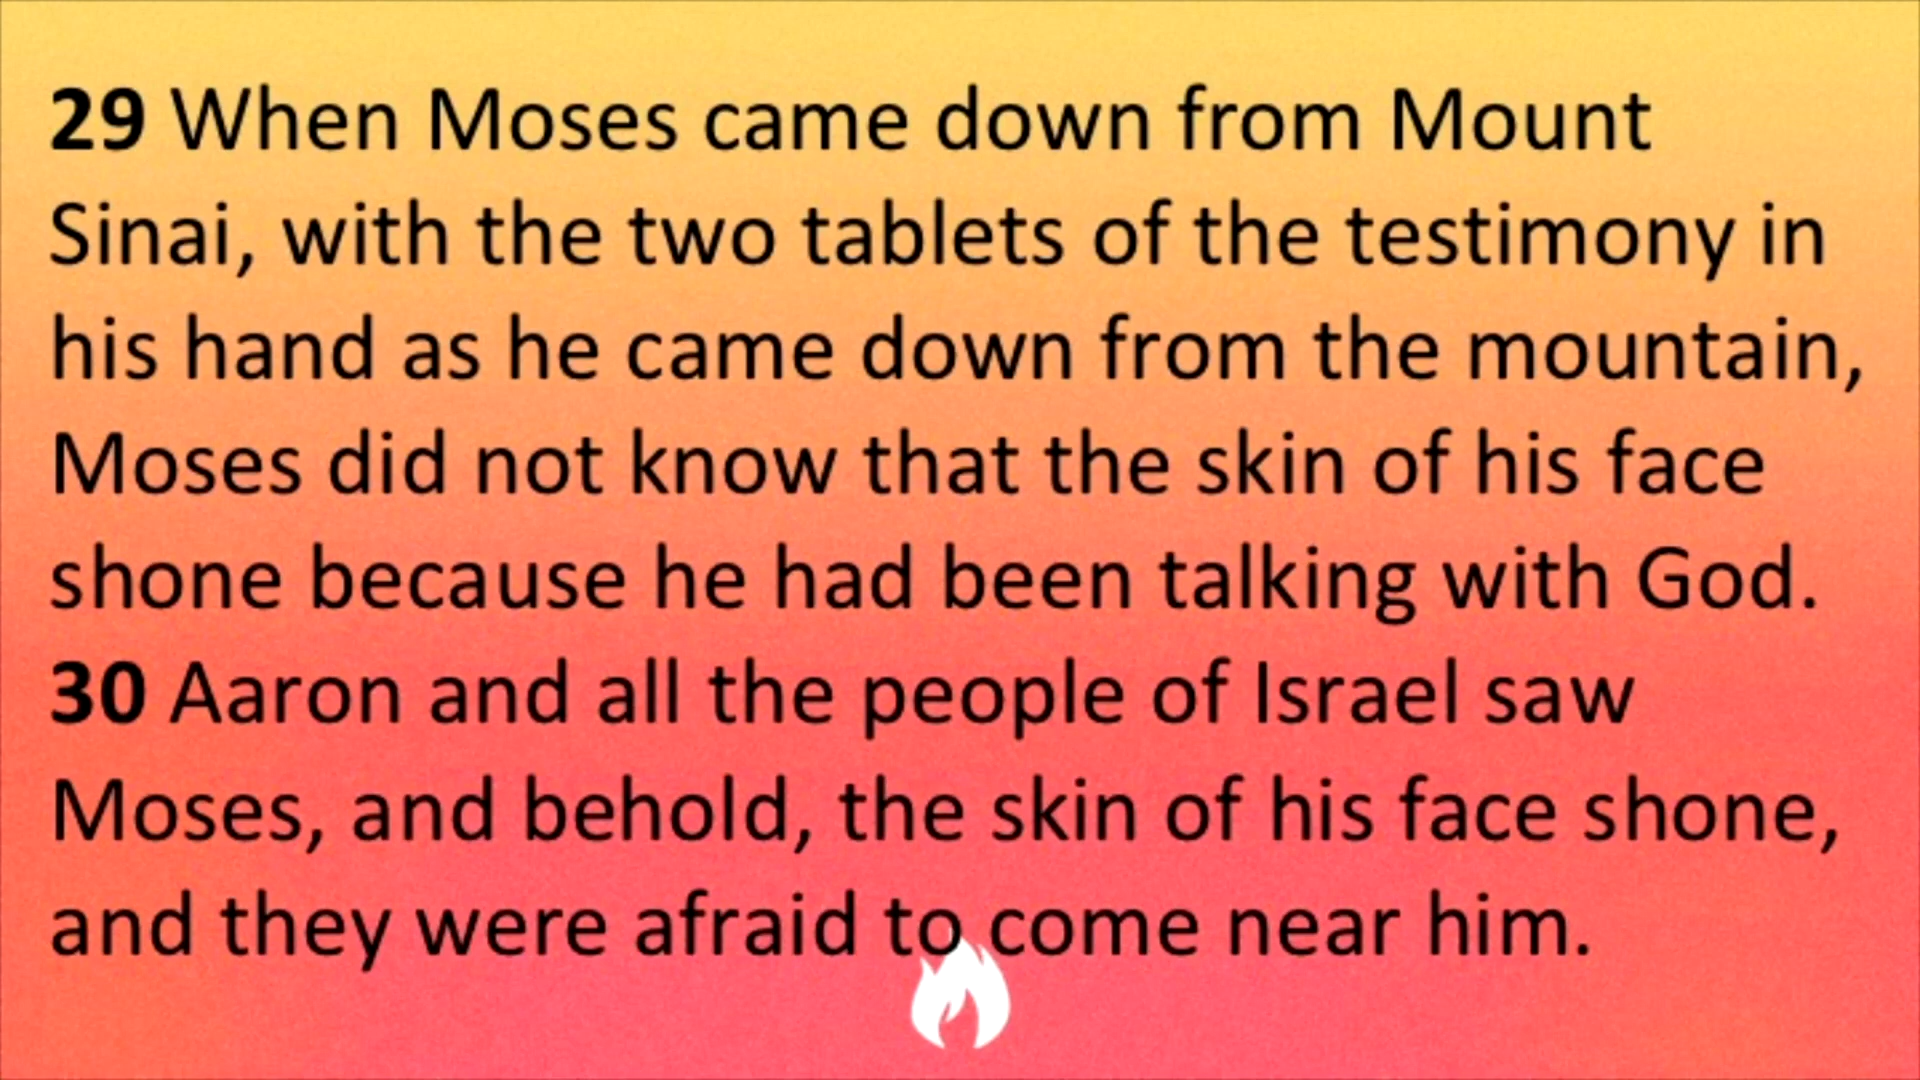 29 When Moses came down from Mount
Sinai, with the two tablets of the testimony in
his hand as he came down from the mountain,
Moses did not know that the skin of his face
shone because he had been talking with God.
30 Aaron and all the people of Israel saw
Moses, and behold, the skin of his face shone,
and they were afraid to come near him.